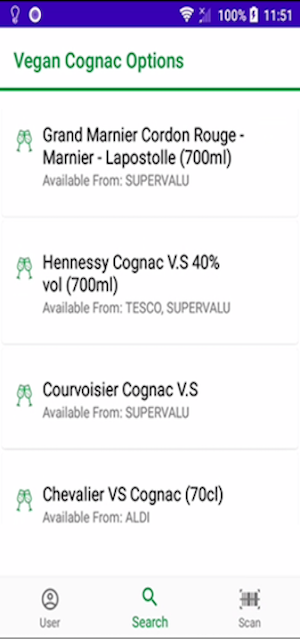 100% 11:51
Vegan Cognac Options
Grand Marnier Cordon Rouge -
Marnier - Lapostolle (700ml)
Available From: SUPERVALU
Hennessy Cognac V.S 40%
vol (700ml)
Available From: TESCO, SUPERVALU
Courvoisier Cognac V.S
Available From: SUPERVALU
Chevalier VS Cognac (70cl)
Available From: ALDI
User Search Scan